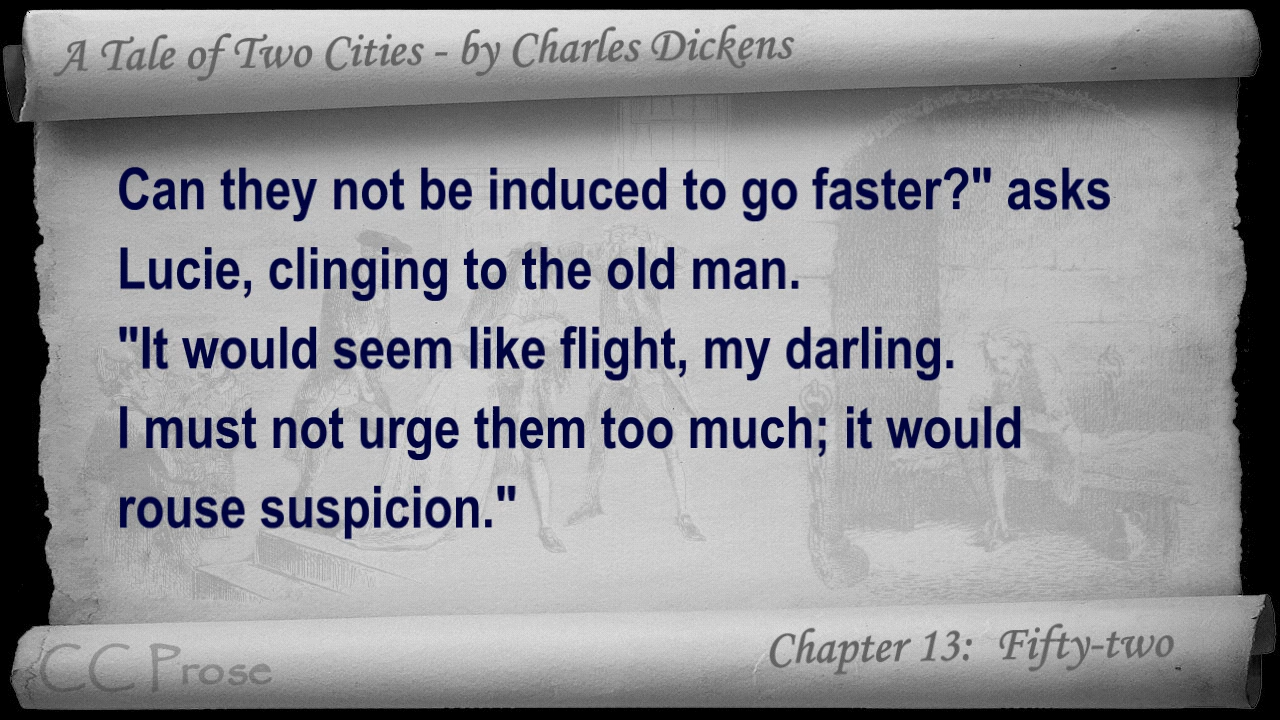 A Tale of Two Cities - by Charles Dickens
Can they not be induced to go faster?" asks
Lucie, clinging to the old man.
"It would seem like flight, my darling.
I must not urge them too much; it would
rouse suspicion."
Chapter 13: Fifty-two
CC Prose